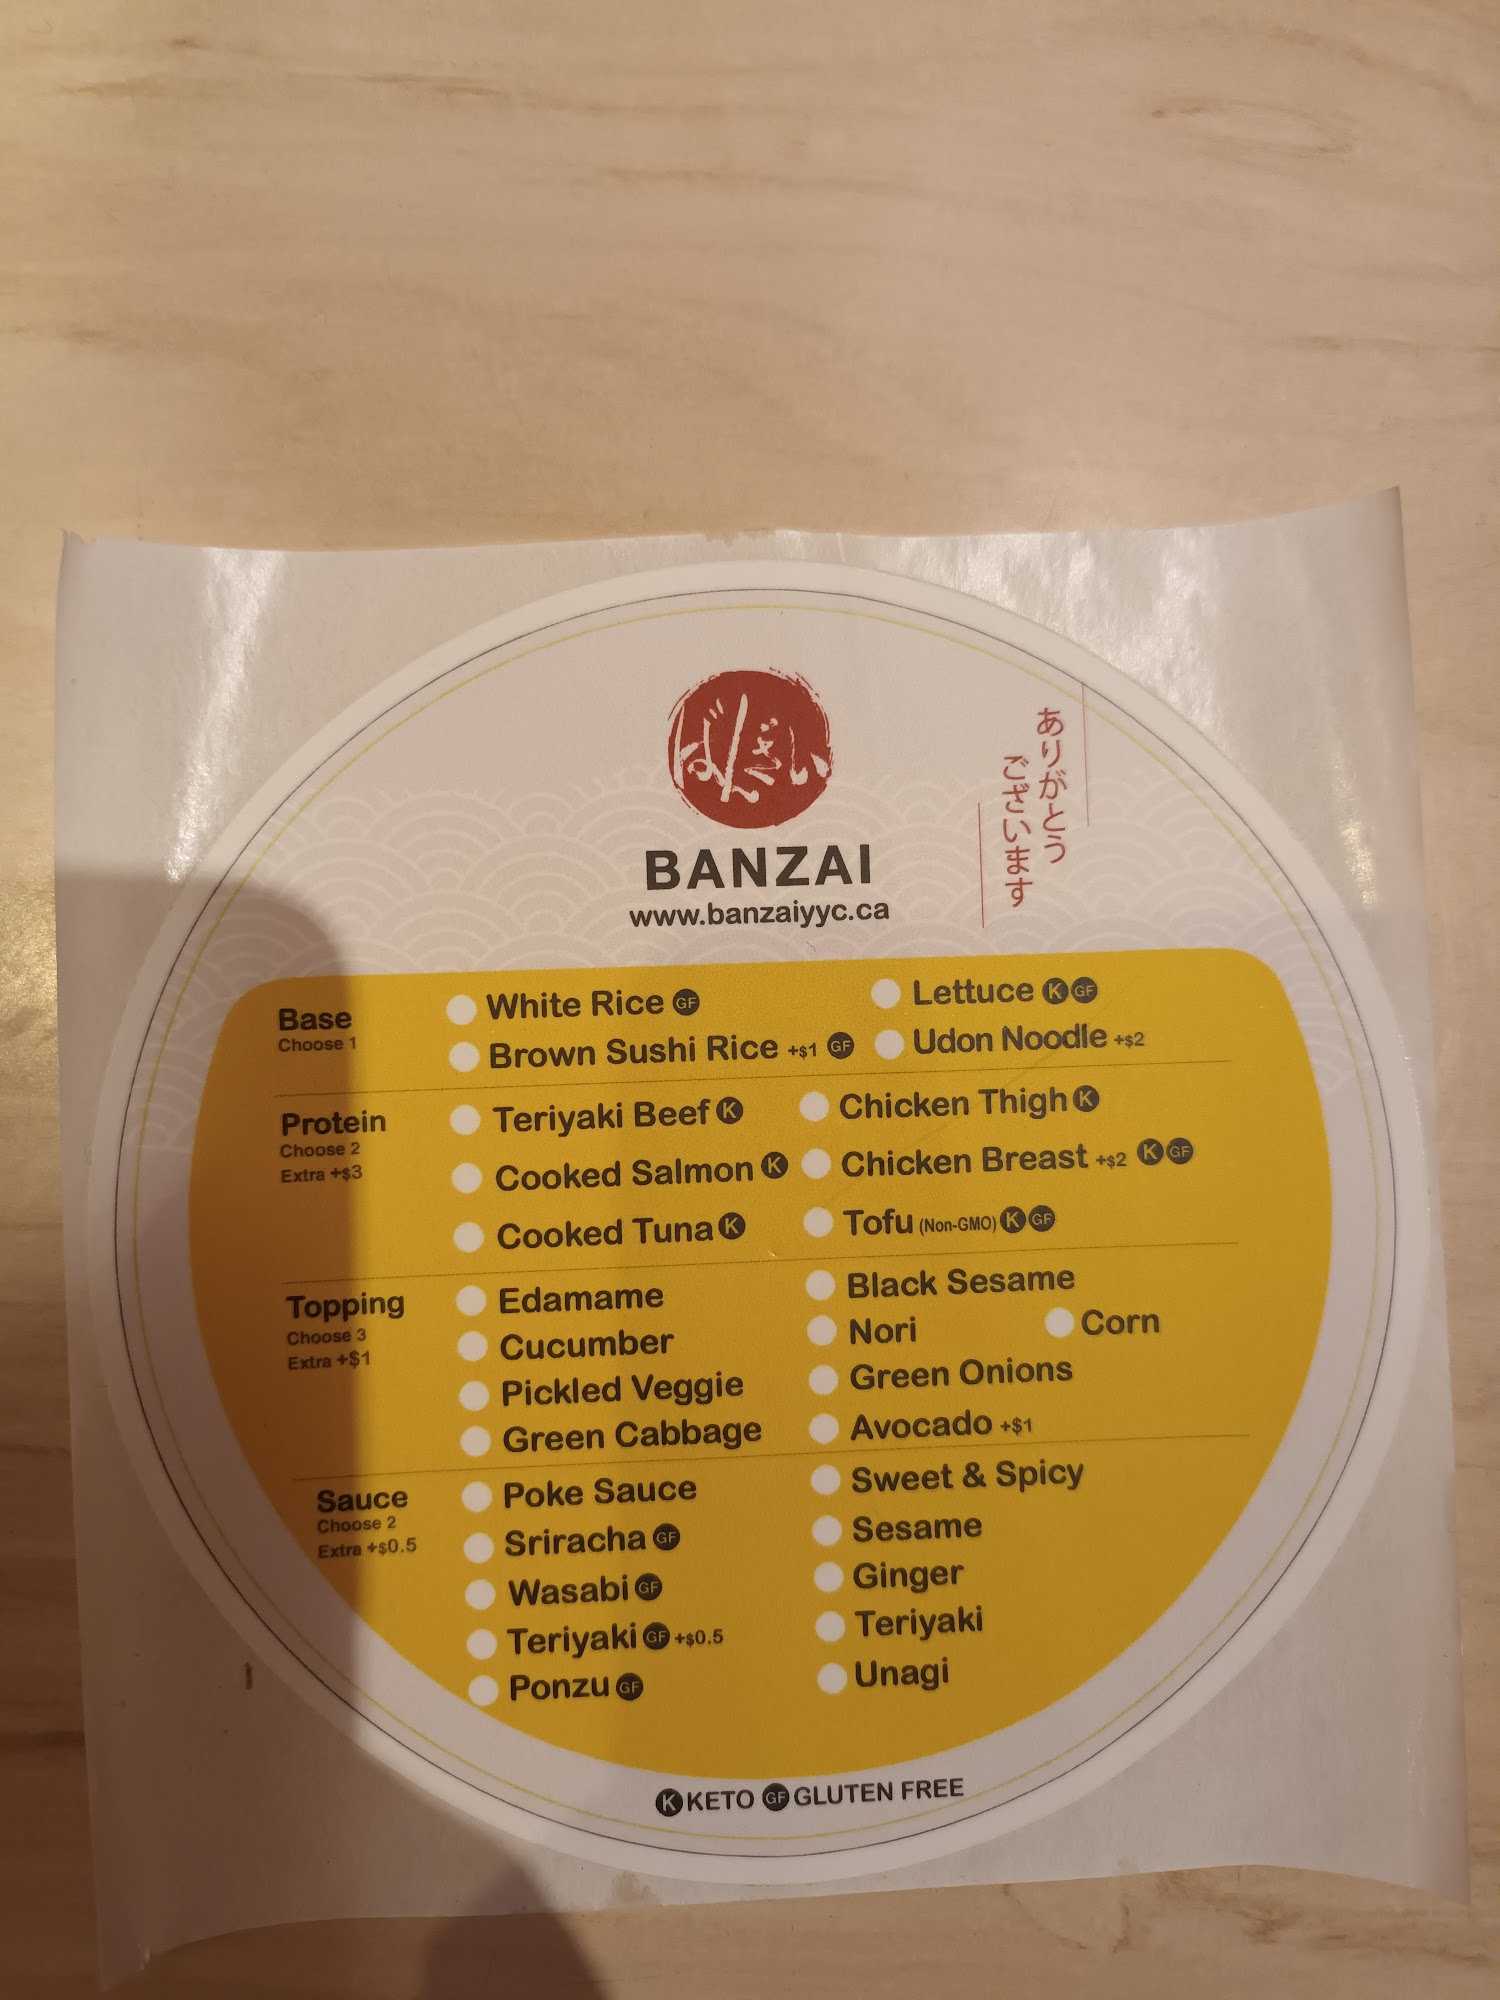 ばんざい
BANZAI
www.banzaiyyc.ca
ありがとう
ございます
Base
Choose 1
White Rice GF
Brown Sushi Rice +$1 GF
Lettuce K GF
Udon Noodle +$2
Protein
Choose 2
Extra +$3
Teriyaki Beef K
Cooked Salmon K
Cooked Tuna K
Chicken Thigh K
Chicken Breast +$2 K GF
Tofu (Non-GMO) K GF
Topping
Choose 3
Extra +$1
Edamame
Cucumber
Pickled Veggie
Green Cabbage
Black Sesame
Nori Corn
Green Onions
Avocado +$1
Sauce
Choose 2
Extra +$0.5
Poke Sauce
Sriracha GF
Wasabi GF
Teriyaki GF +$0.5
Ponzu GF
Sweet & Spicy
Sesame
Ginger
Teriyaki
Unagi
K KETO GF GLUTEN FREE